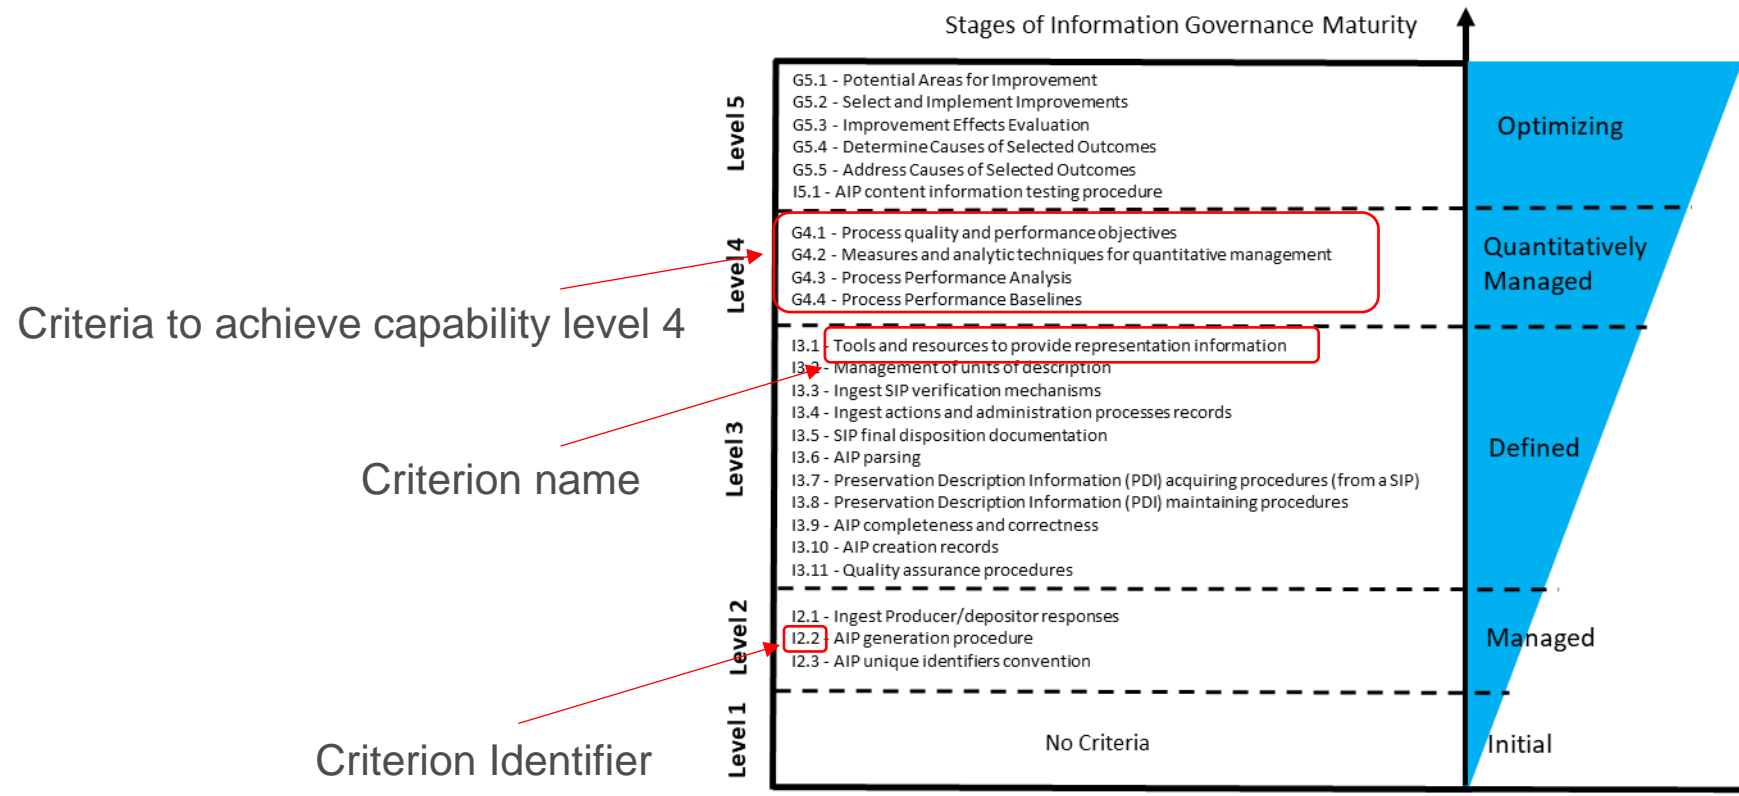 Stages of Information Governance Maturity
Level 5
G5.1 - Potential Areas for Improvement
G5.2 - Select and Implement Improvements
G5.3 - Improvement Effects Evaluation
G5.4 - Determine Causes of Selected Outcomes
G5.5 - Address Causes of Selected Outcomes
I5.1 - AIP content information testing procedure
Optimizing
Level 4
G4.1 - Process quality and performance objectives
G4.2 - Measures and analytic techniques for quantitative management
G4.3 - Process Performance Analysis
G4.4 - Process Performance Baselines
Quantitatively
Managed
Criteria to achieve capability level 4
Level 3
I3.1 - Tools and resources to provide representation information
I3.2 - Management of units of description
I3.3 - Ingest SIP verification mechanisms
I3.4 - Ingest actions and administration processes records
I3.5 - SIP final disposition documentation
I3.6 - AIP parsing
I3.7 - Preservation Description Information (PDI) acquiring procedures (from a SIP)
I3.8 - Preservation Description Information (PDI) maintaining procedures
I3.9 - AIP completeness and correctness
I3.10 - AIP creation records
I3.11 - Quality assurance procedures
Defined
Criterion name
Level 2
I2.1 - Ingest Producer/depositor responses
I2.2 - AIP generation procedure
I2.3 - AIP unique identifiers convention
Managed
Criterion Identifier
Level 1
No Criteria
Initial